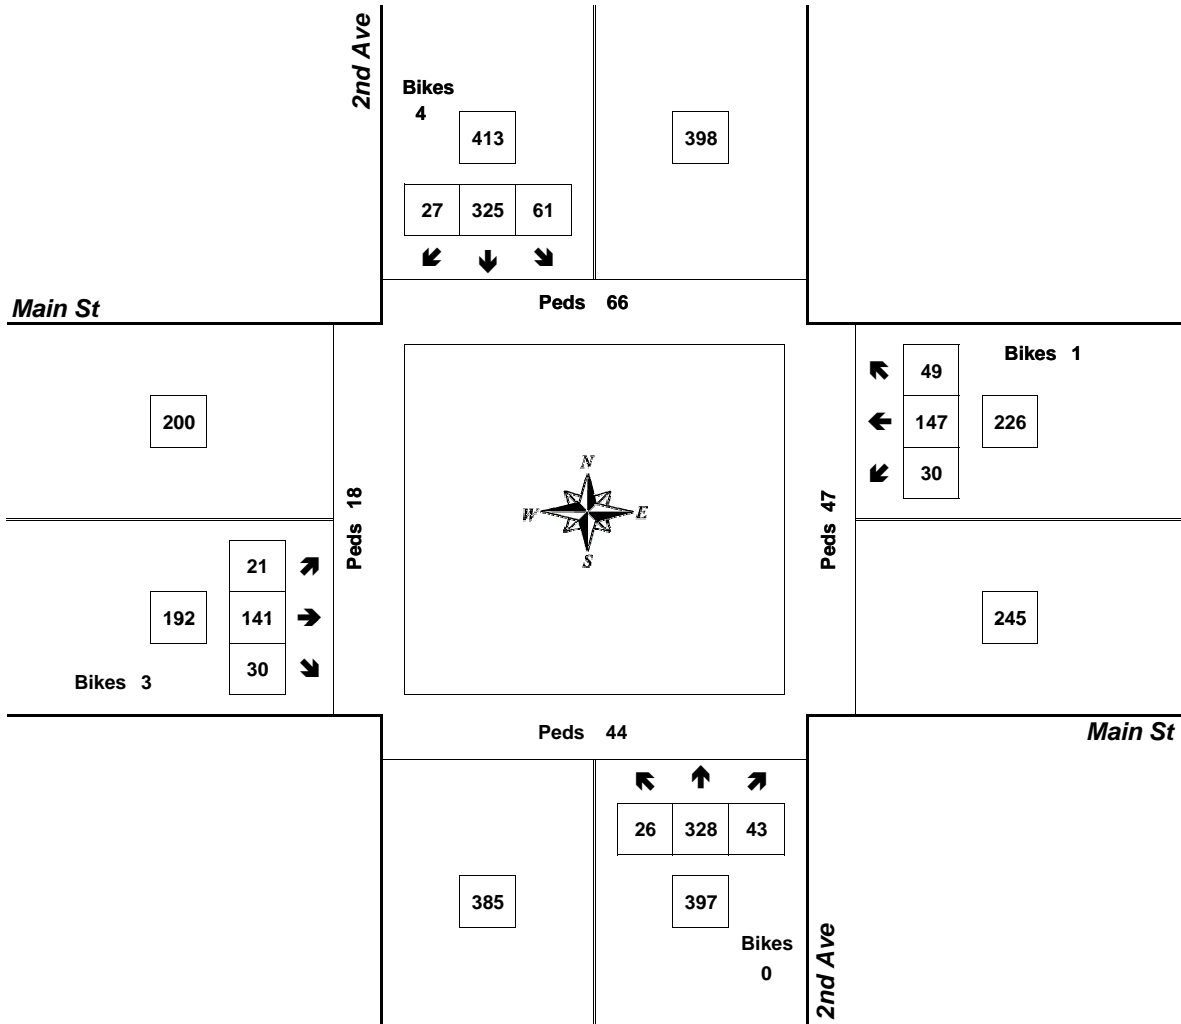 2nd Ave
Bikes
4
413
398
27 325 61
Peds 66
Main St
49
Bikes 1
200
147 226
30
N
W E
S
Peds 18
Peds 47
21
192 141
30
245
Bikes 3
Peds 44
Main St
26 328 43
385
397
Bikes
0
2nd Ave